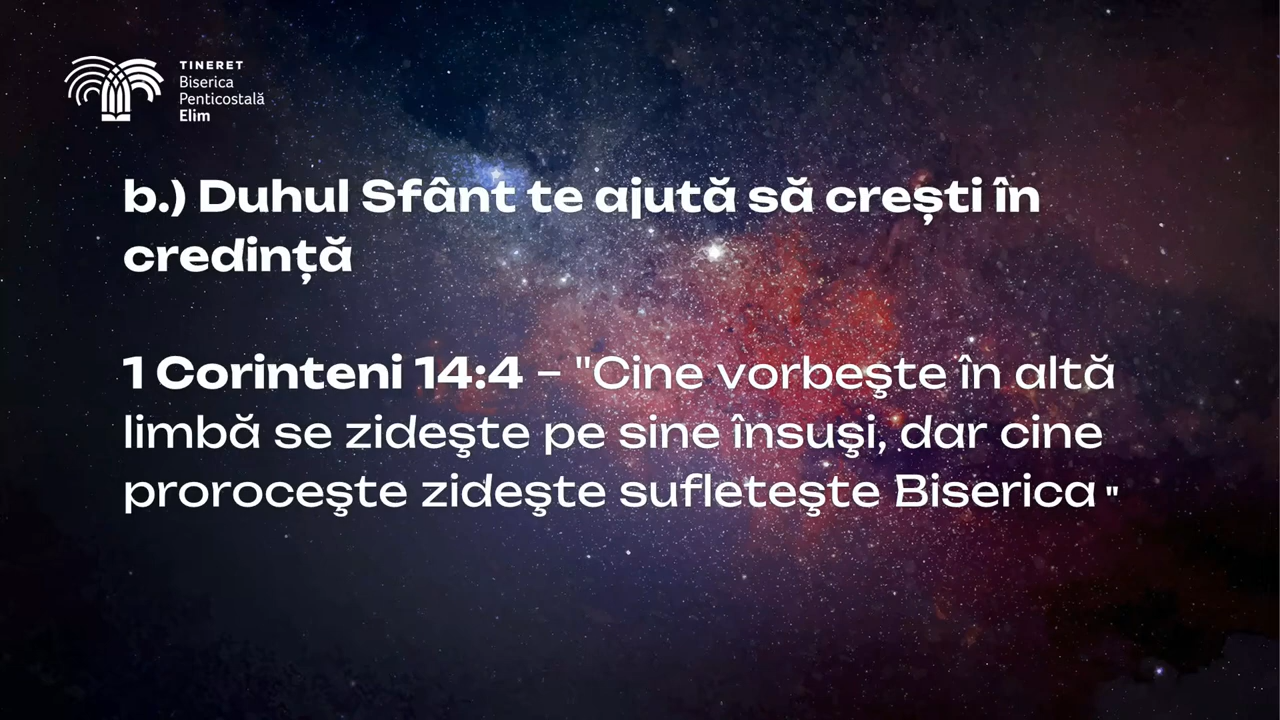 TINERET
Biserica
Penticostală
Elim
b.) Duhul Sfânt te ajută să crești în
credință
1 Corinteni 14:4 – "Cine vorbeşte în altă
limbă se zideşte pe sine însuşi, dar cine
proroceşte zideşte sufleteşte Biserica "